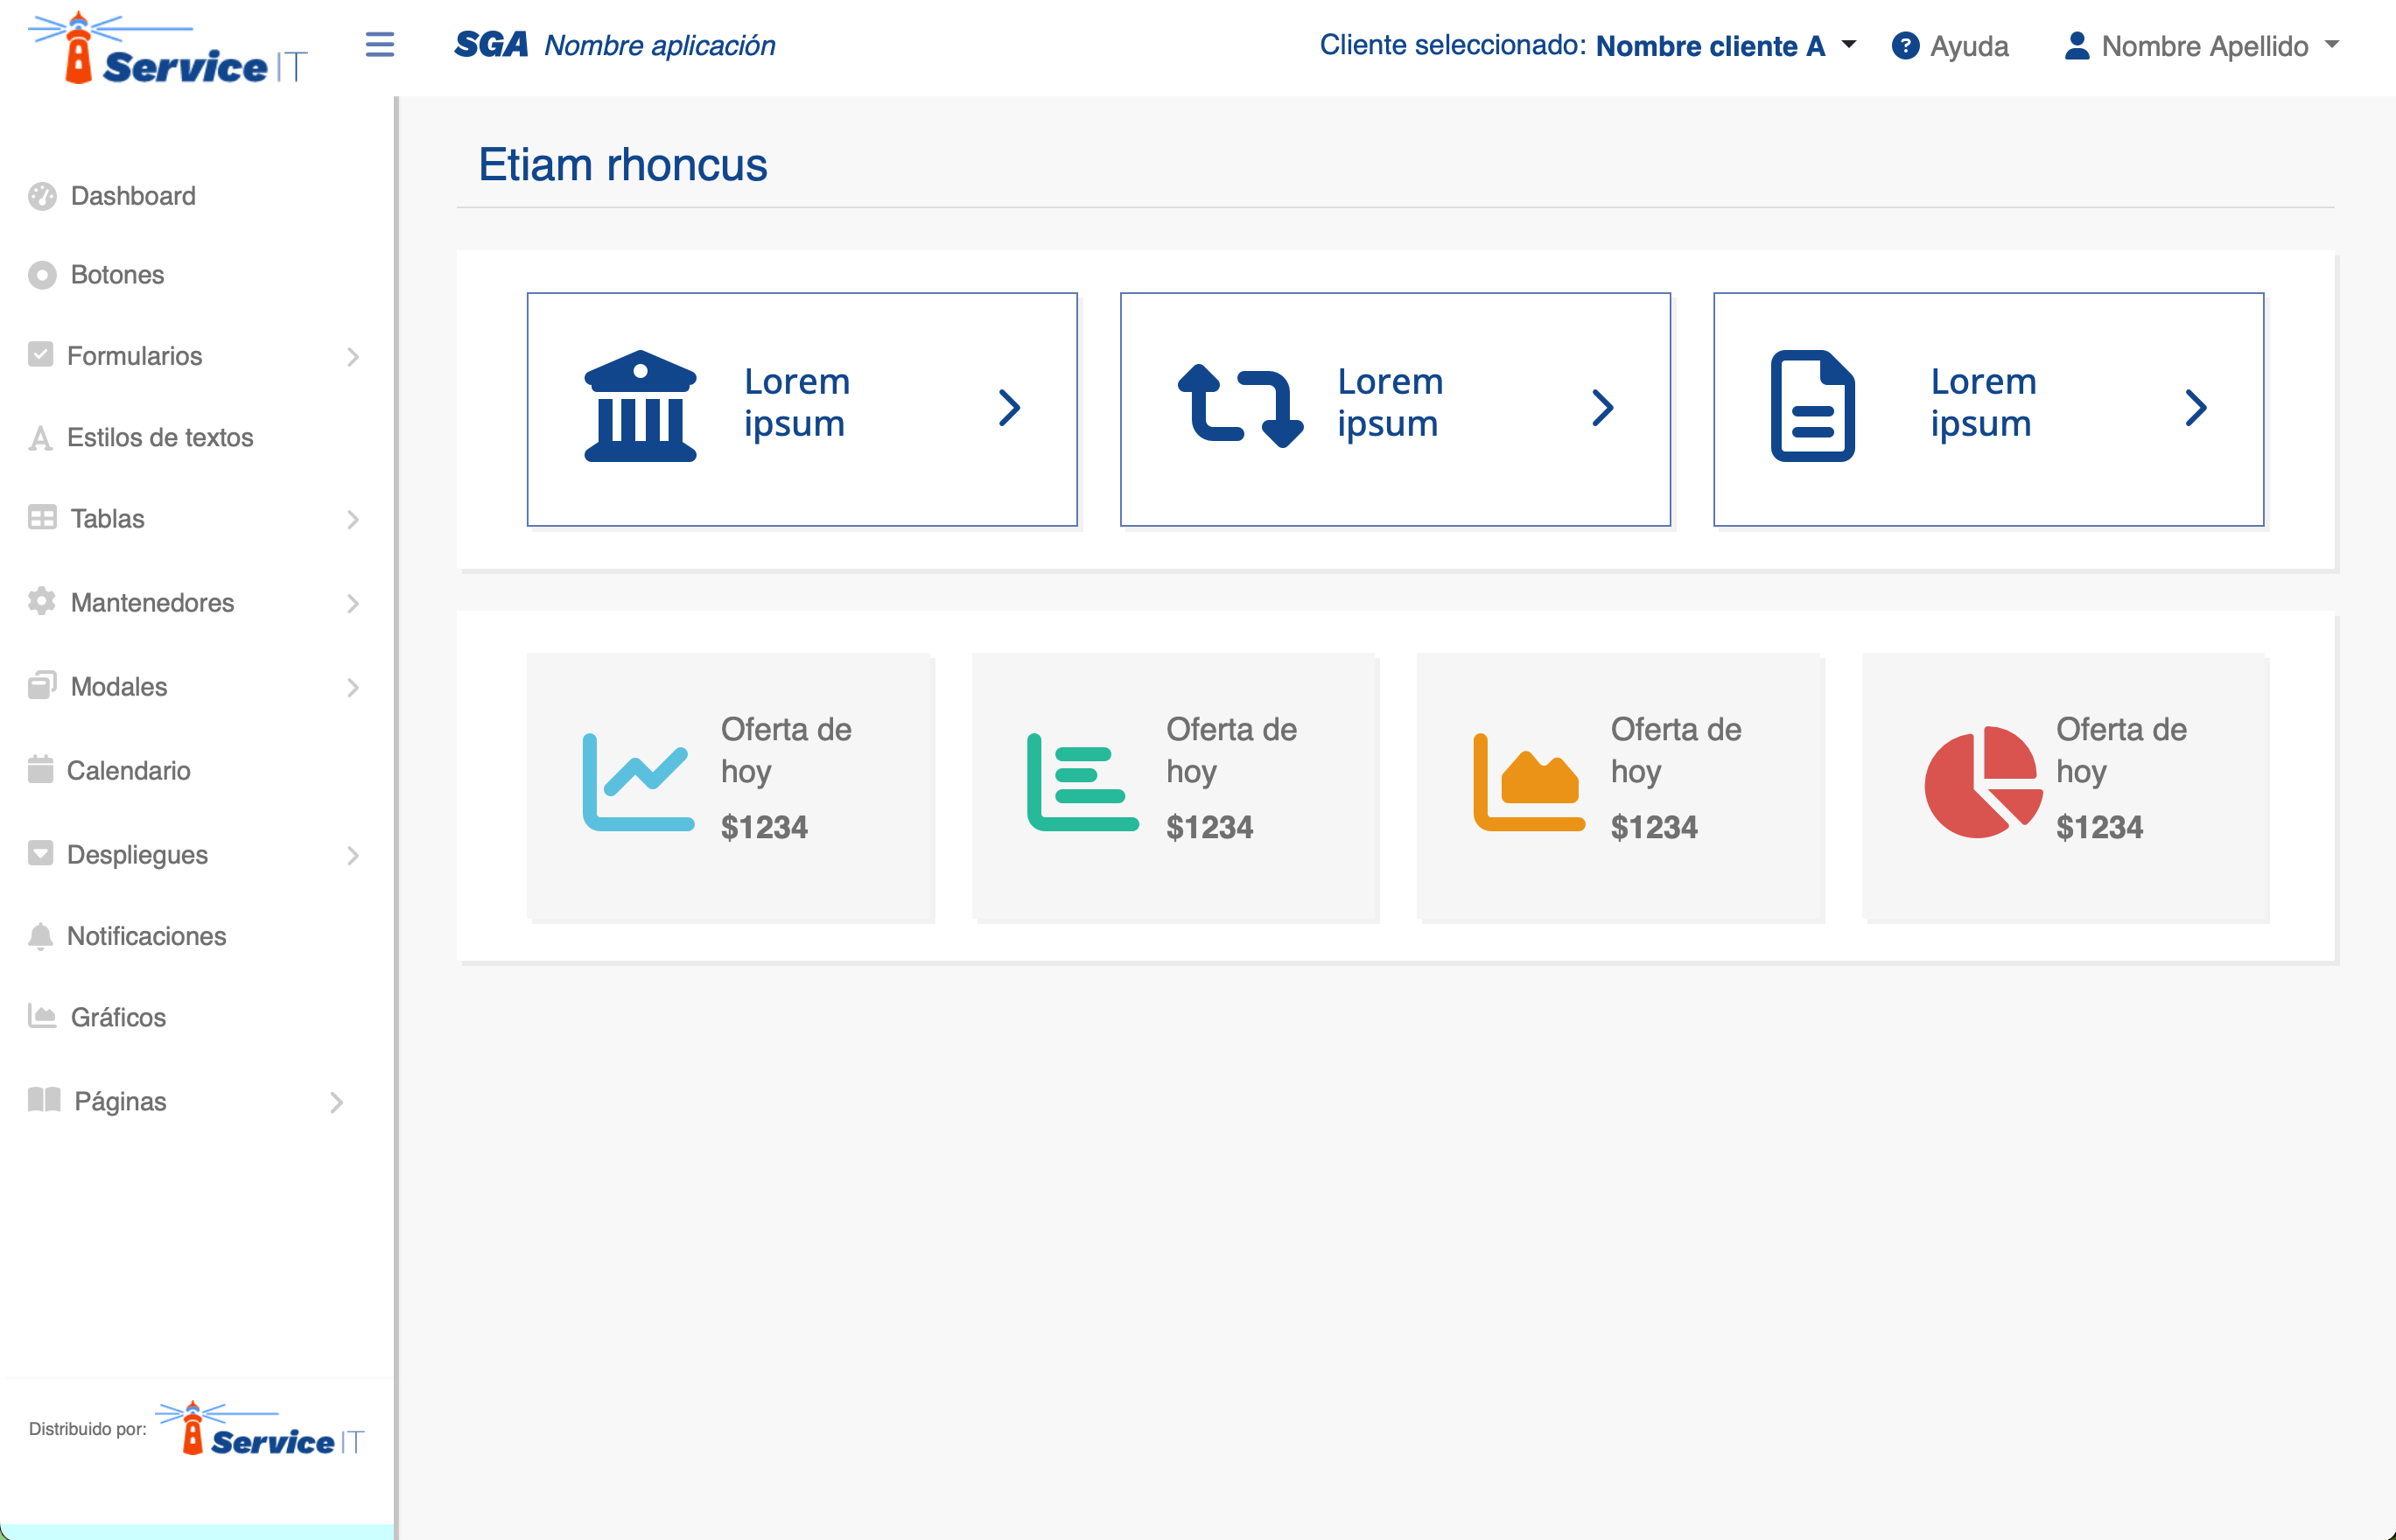 Service IT
SGA Nombre aplicación
Cliente seleccionado: Nombre cliente A
? Ayuda
Nombre Apellido
Dashboard
Botones
Formularios
A Estilos de textos
Tablas
Mantenedores
Modales
Calendario
Despliegues
Notificaciones
Gráficos
Páginas
Distribuido por: Service IT
Etiam rhoncus
Lorem
ipsum
Lorem
ipsum
Lorem
ipsum
Oferta de
hoy
$1234
Oferta de
hoy
$1234
Oferta de
hoy
$1234
Oferta de
hoy
$1234